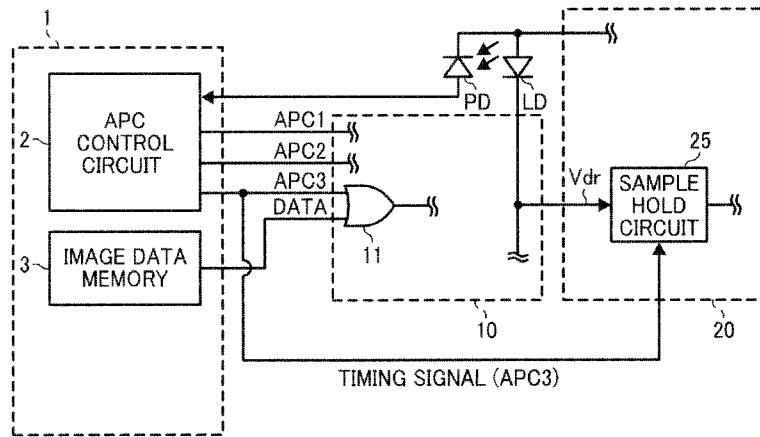 1
2
APC
CONTROL
CIRCUIT
PD
LD
APC1
APC2
APC3
DATA
11
Vdr
25
SAMPLE
HOLD
CIRCUIT
3
IMAGE DATA
MEMORY
10
20
TIMING SIGNAL (APC3)